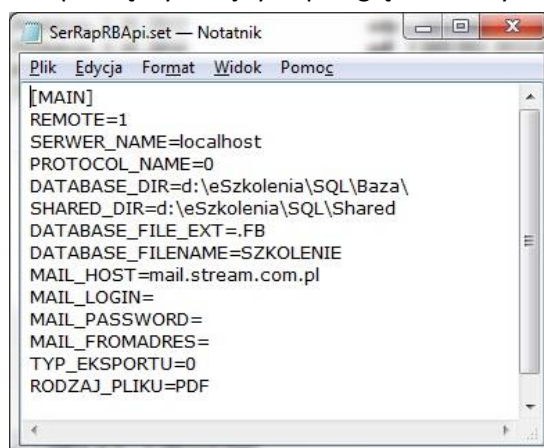 SerRapRBApi.set — Notatnik
Plik Edycja Format Widok Pomoc
[MAIN]
REMOTE=1
SERWER_NAME=localhost
PROTOCOL_NAME=0
DATABASE_DIR=d:\eSzkolenia\SQL\Baza\
SHARED_DIR=d:\eSzkolenia\SQL\Shared
DATABASE_FILE_EXT=.FB
DATABASE_FILENAME=SZKOLENIE
MAIL_HOST=mail.stream.com.pl
MAIL_LOGIN=
MAIL_PASSWORD=
MAIL_FROMADRES=
TYP_EKSPORTU=0
RODZAJ_PLIKU=PDF